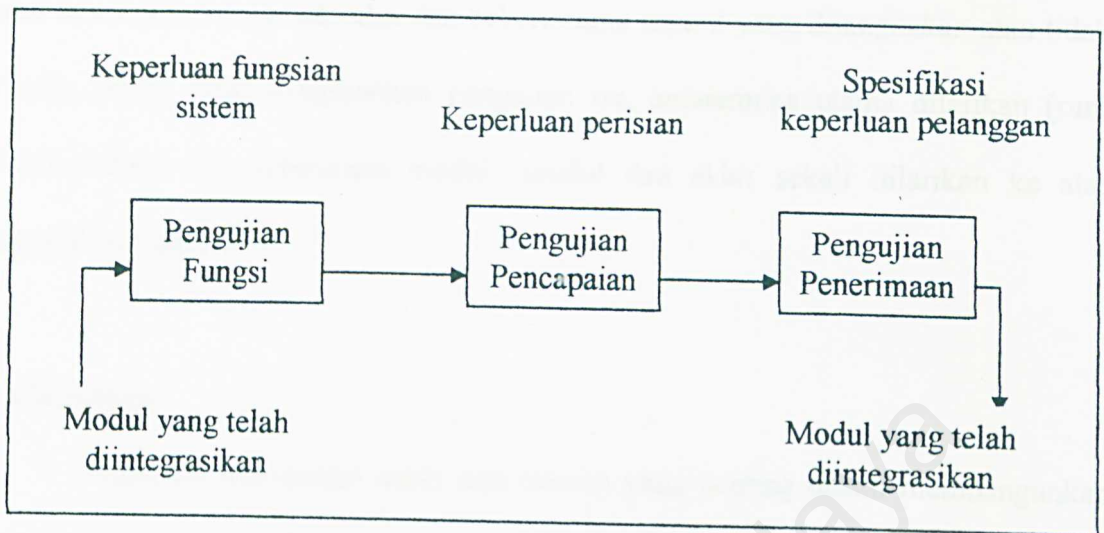 Keperluan fungsian
sistem
Keperluan perisian
Spesifikasi
keperluan pelanggan
Pengujian
Fungsi
Pengujian
Pencapaian
Pengujian
Penerimaan
Modul yang telah
diintegrasikan
Modul yang telah
diintegrasikan